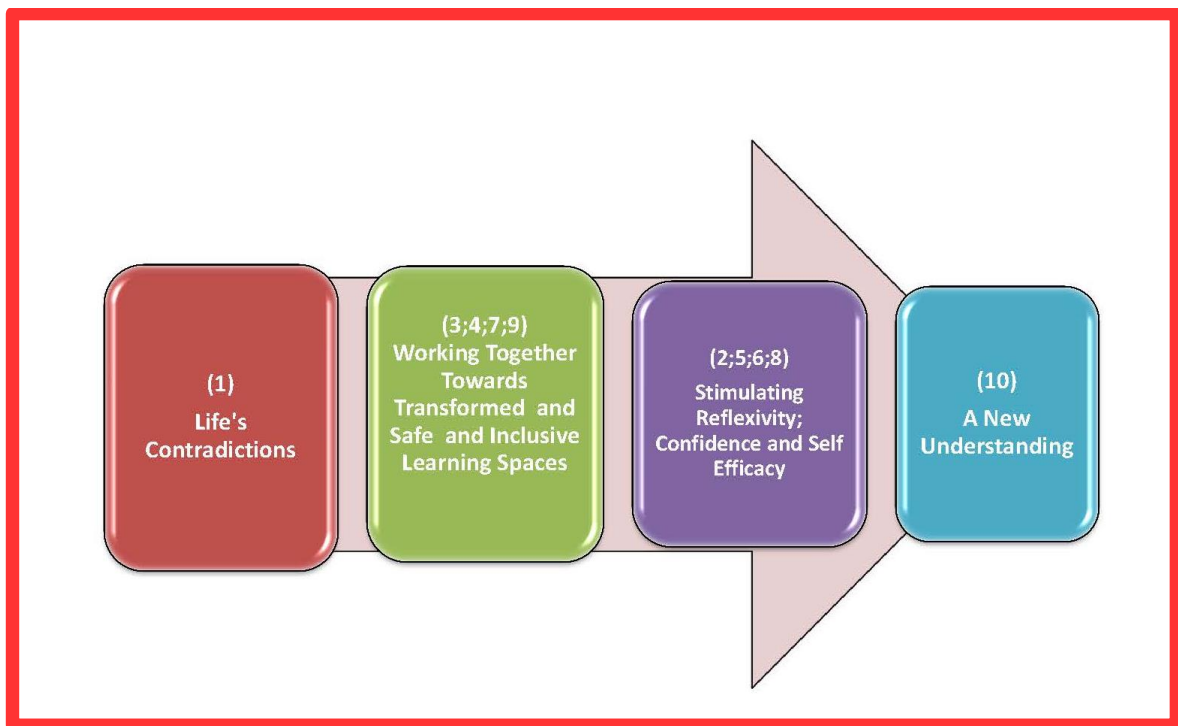 (1)
Life's
Contradictions
(3;4;7;9)
Working Together
Towards
Transformed and
Safe and Inclusive
Learning Spaces
(2;5;6;8)
Stimulating
Reflexivity;
Confidence and Self
Efficacy
(10)
A New
Understanding